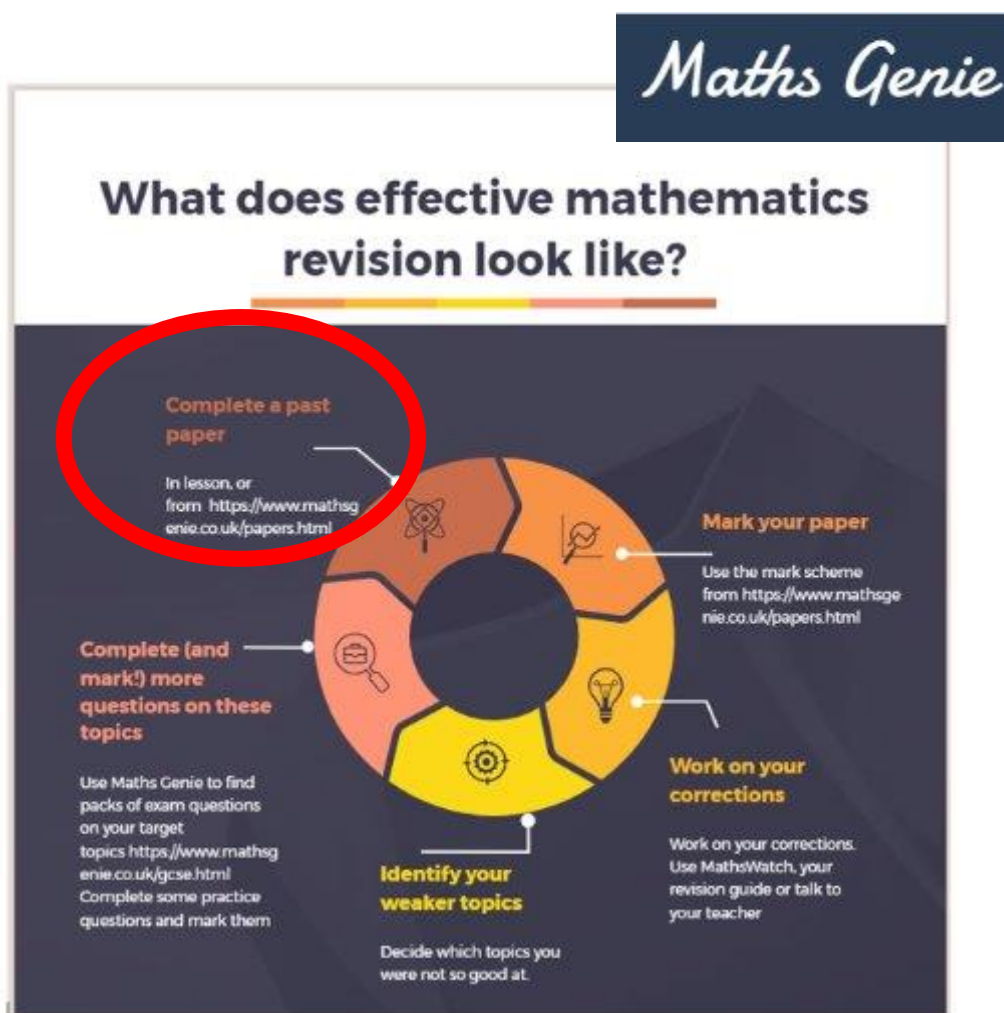 Maths Genie
What does effective mathematics
revision look like?
Complete a past
paper
In lesson, or
from https://www.mathsg
enie.co.uk/papers.html
Mark your paper
Use the mark scheme
from https://www.mathsge
nie.co.uk/papers.html
Work on your
corrections
Work on your corrections.
Use MathsWatch, your
revision guide or talk to
your teacher
Identify your
weaker topics
Decide which topics you
were not so good at.
Complete (and
mark!) more
questions on these
topics
Use Maths Genie to find
packs of exam questions
on your target
topics https://www.mathsg
enie.co.uk/gcse.html
Complete some practice
questions and mark them